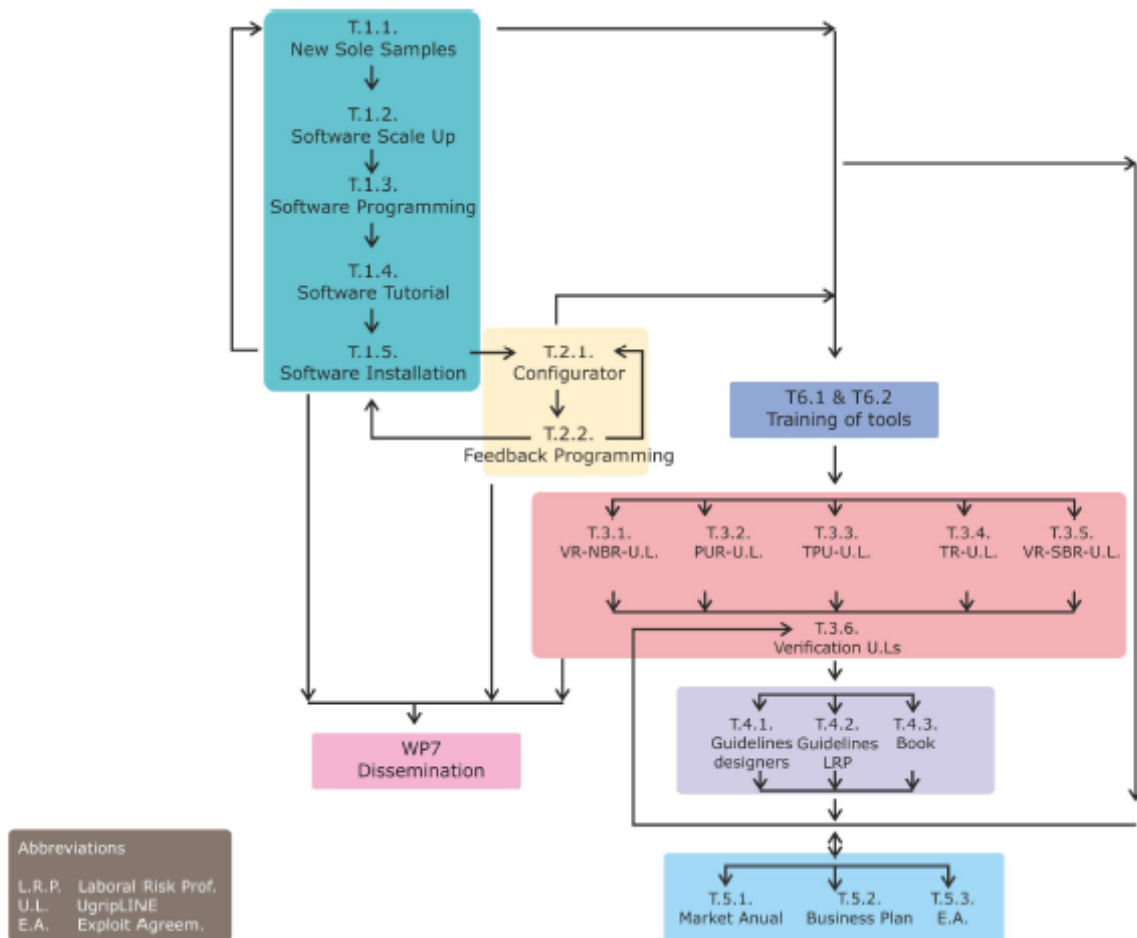 T.1.1.
New Sole Samples
T.1.2.
Software Scale Up
T.1.3.
Software Programming
T.1.4.
Software Tutorial
T.1.5.
Software Installation
T.2.1.
Configurator
T.2.2.
Feedback Programming
T6.1 & T6.2
Training of tools
T.3.1.
VR-NBR-U.L.
T.3.2.
PUR-U.L.
T.3.3.
TPU-U.L.
T.3.4.
TR-U.L.
T.3.5.
VR-SBR-U.L.
T.3.6.
Verification U.Ls
T.4.1.
Guidelines
designers
T.4.2.
Guidelines
LRP
T.4.3.
Book
WP7
Dissemination
T.5.1.
Market Anual
T.5.2.
Business Plan
T.5.3.
E.A.
Abbreviations
L.R.P. Laboral Risk Prof.
U.L. UgripLINE
E.A. Exploit Agreem.